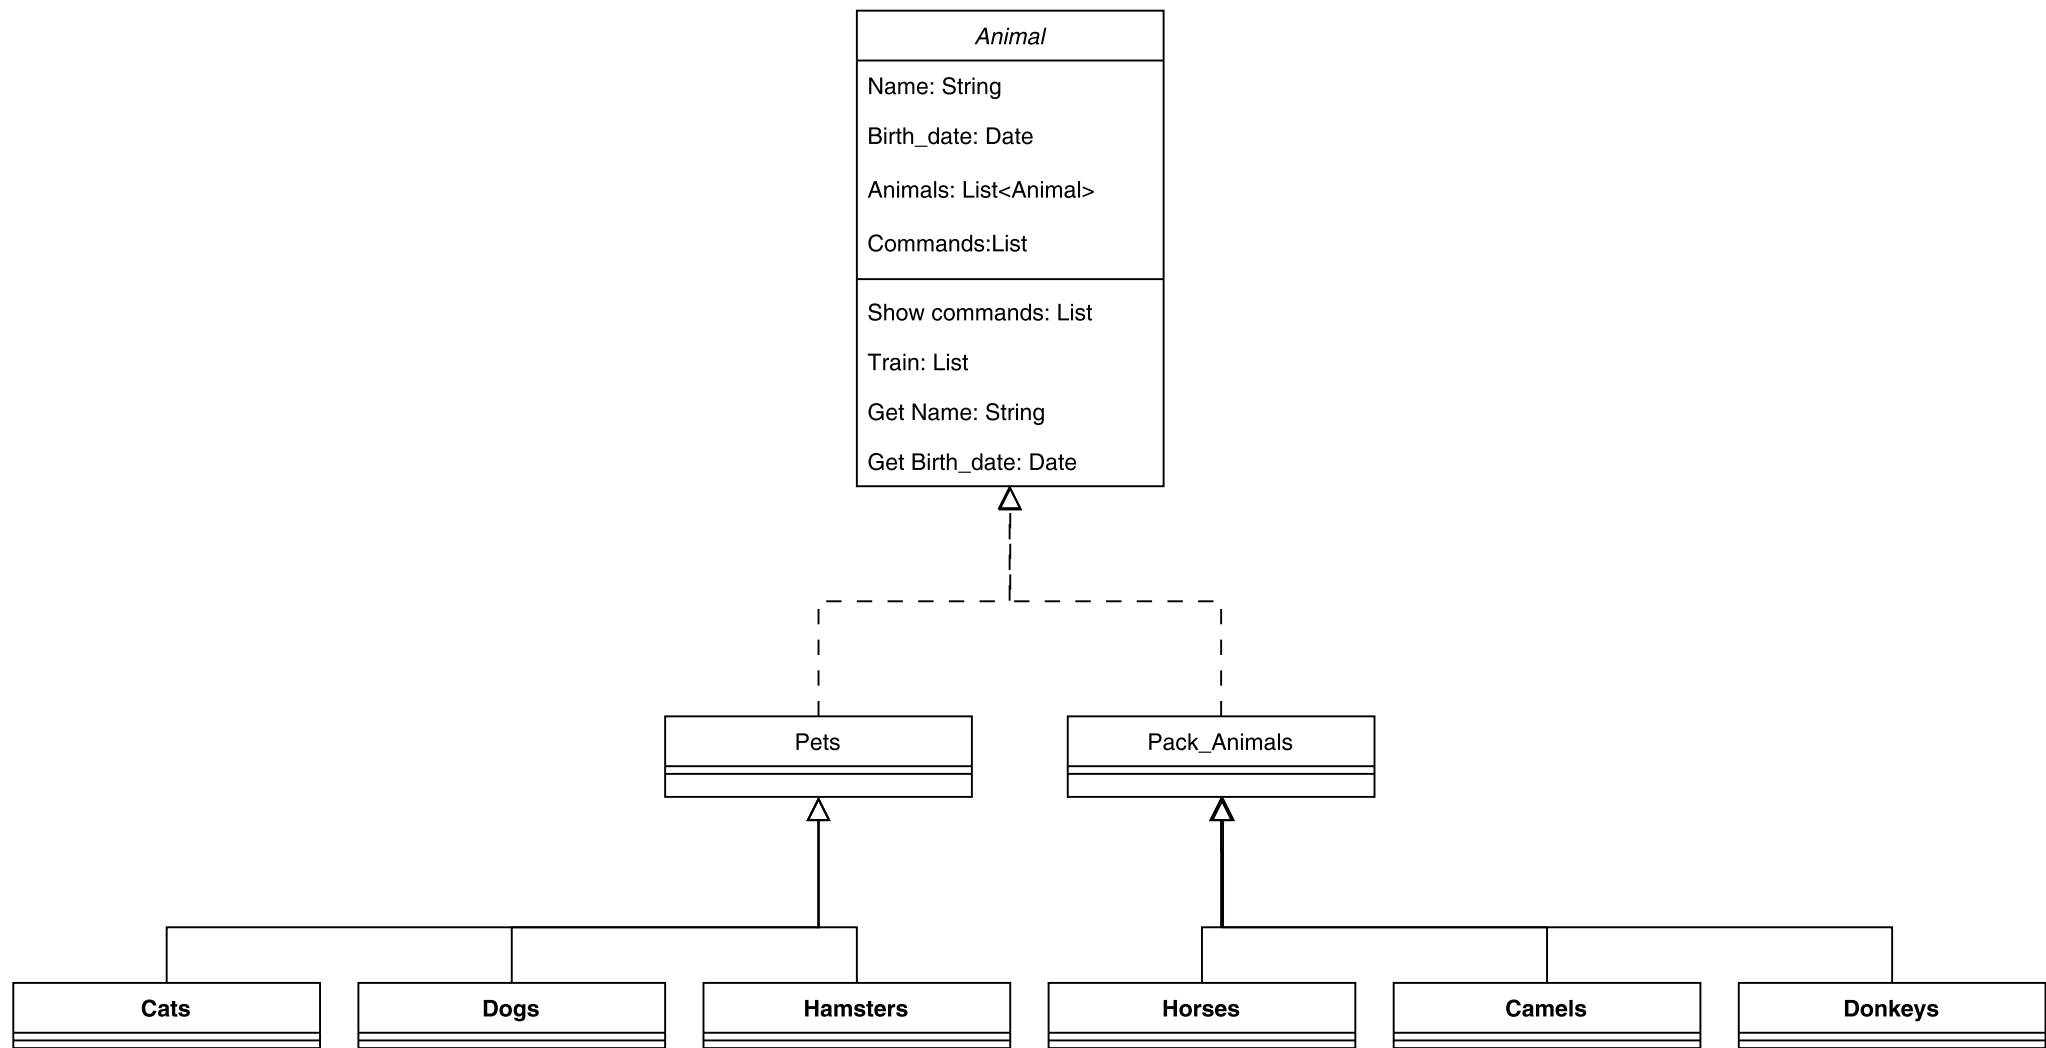 Animal
Name: String
Birth_date: Date
Animals: List<Animal>
Commands:List
Show commands: List
Train: List
Get Name: String
Get Birth_date: Date
Pets
Pack_Animals
Cats
Dogs
Hamsters
Horses
Camels
Donkeys